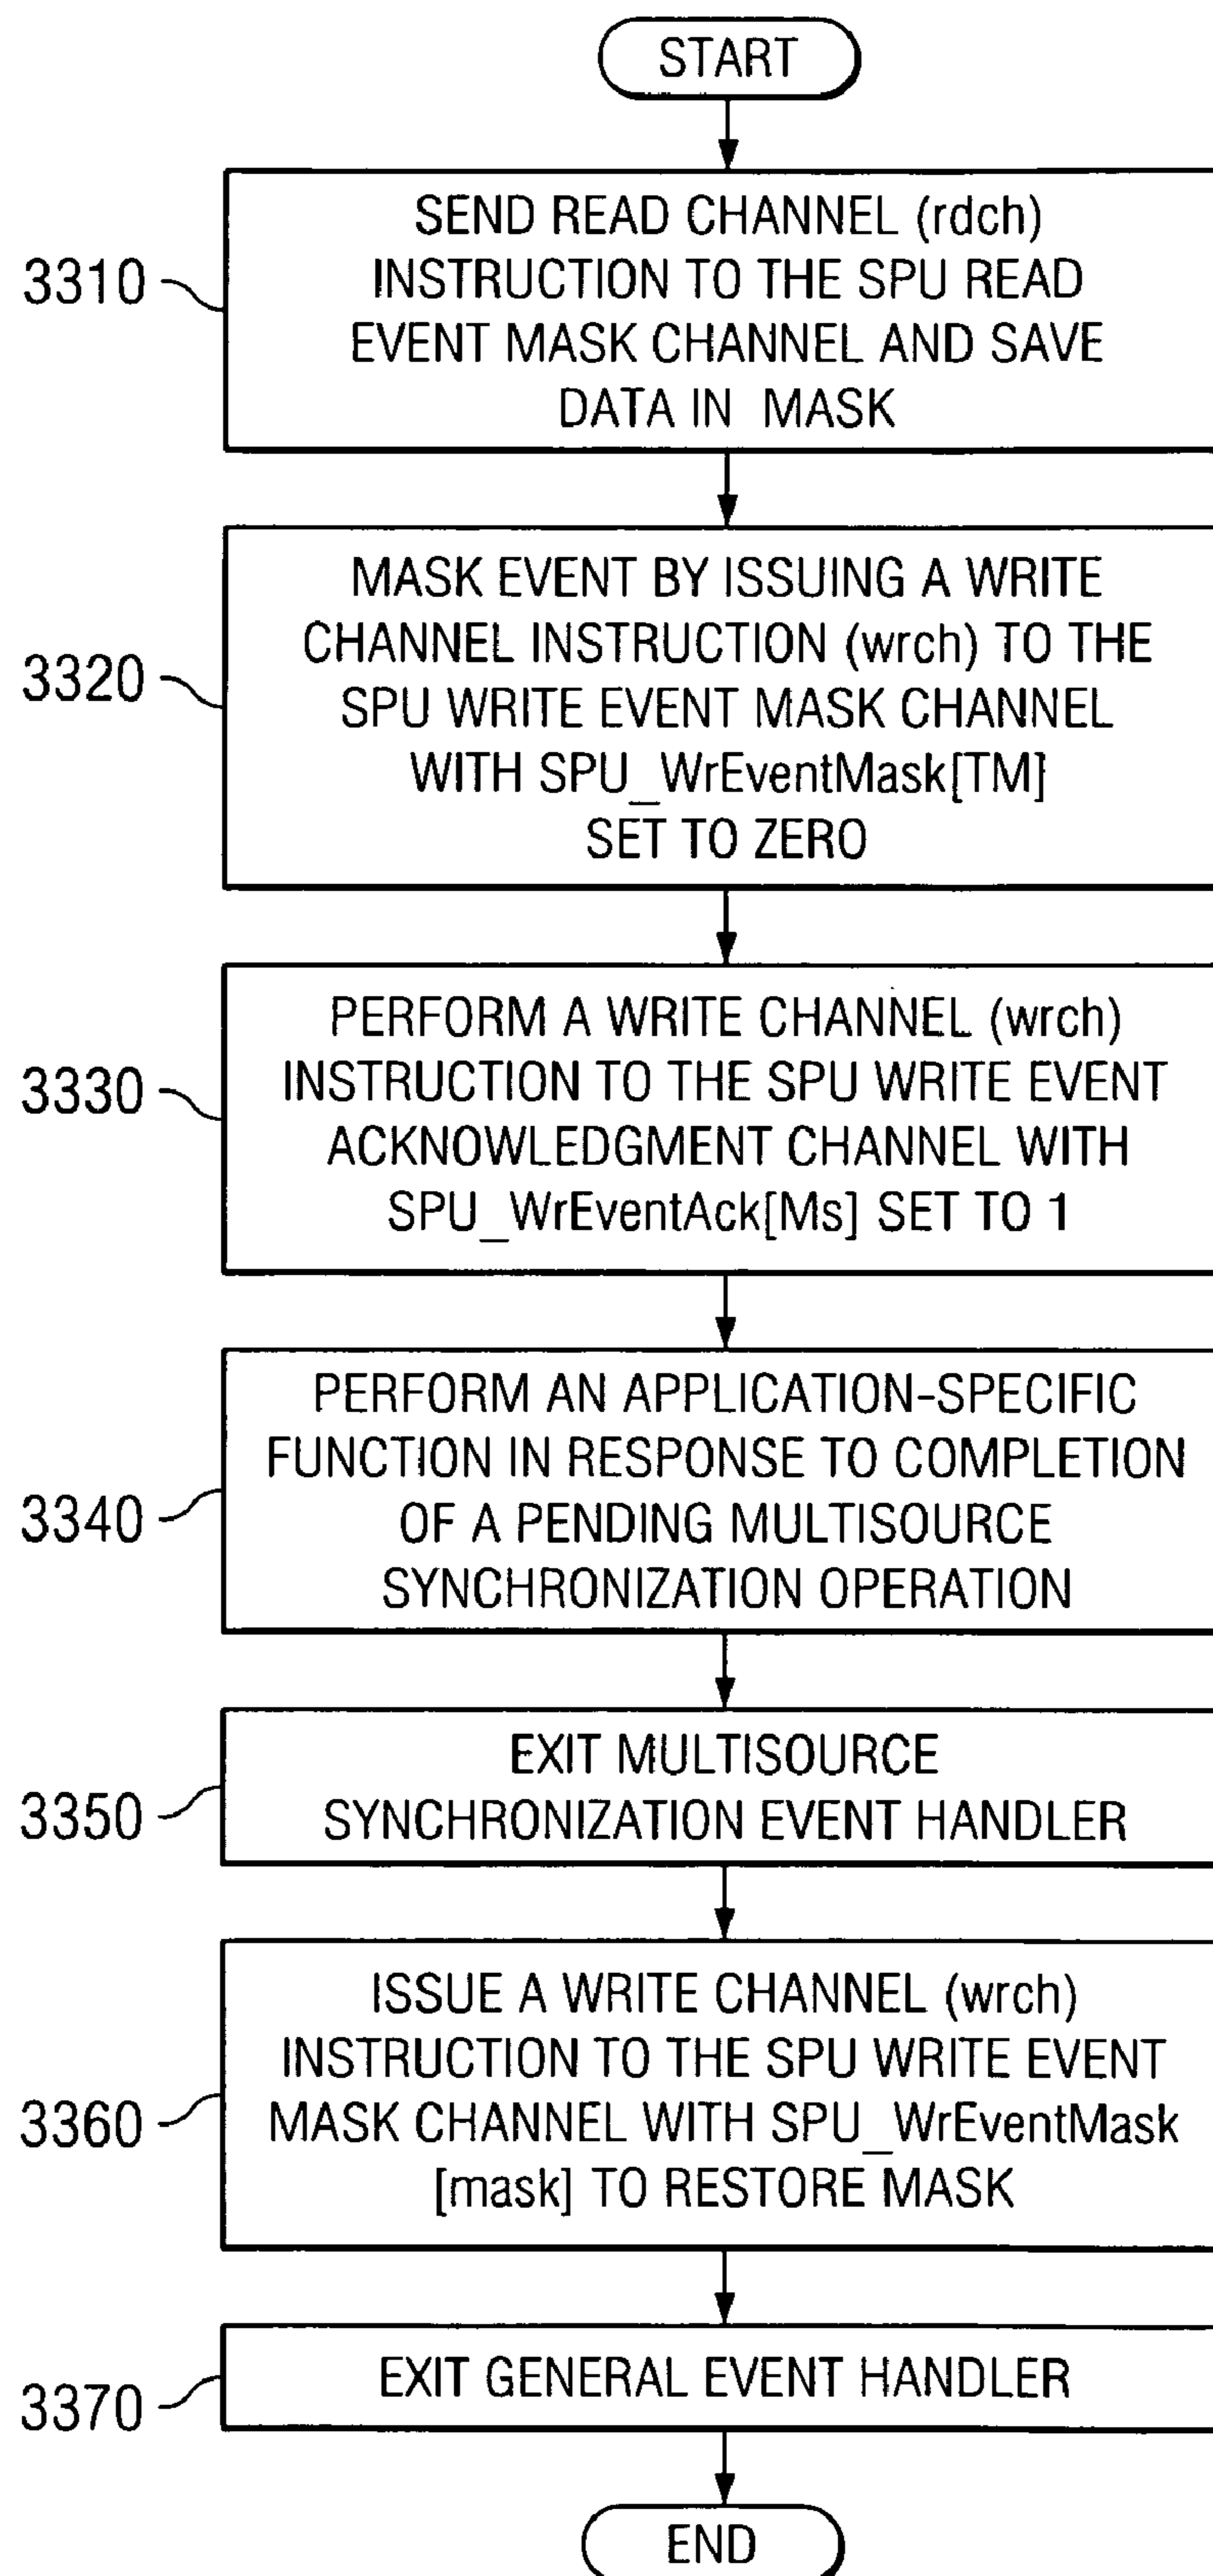 START
3310
SEND READ CHANNEL (rdch)
INSTRUCTION TO THE SPU READ
EVENT MASK CHANNEL AND SAVE
DATA IN MASK
3320
MASK EVENT BY ISSUING A WRITE
CHANNEL INSTRUCTION (wrch) TO THE
SPU WRITE EVENT MASK CHANNEL
WITH SPU_WrEventMask[TM]
SET TO ZERO
3330
PERFORM A WRITE CHANNEL (wrch)
INSTRUCTION TO THE SPU WRITE EVENT
ACKNOWLEDGMENT CHANNEL WITH
SPU_WrEventAck[Ms] SET TO 1
3340
PERFORM AN APPLICATION-SPECIFIC
FUNCTION IN RESPONSE TO COMPLETION
OF A PENDING MULTISOURCE
SYNCHRONIZATION OPERATION
3350
EXIT MULTISOURCE
SYNCHRONIZATION EVENT HANDLER
3360
ISSUE A WRITE CHANNEL (wrch)
INSTRUCTION TO THE SPU WRITE EVENT
MASK CHANNEL WITH SPU_WrEventMask
[mask] TO RESTORE MASK
3370
EXIT GENERAL EVENT HANDLER
END